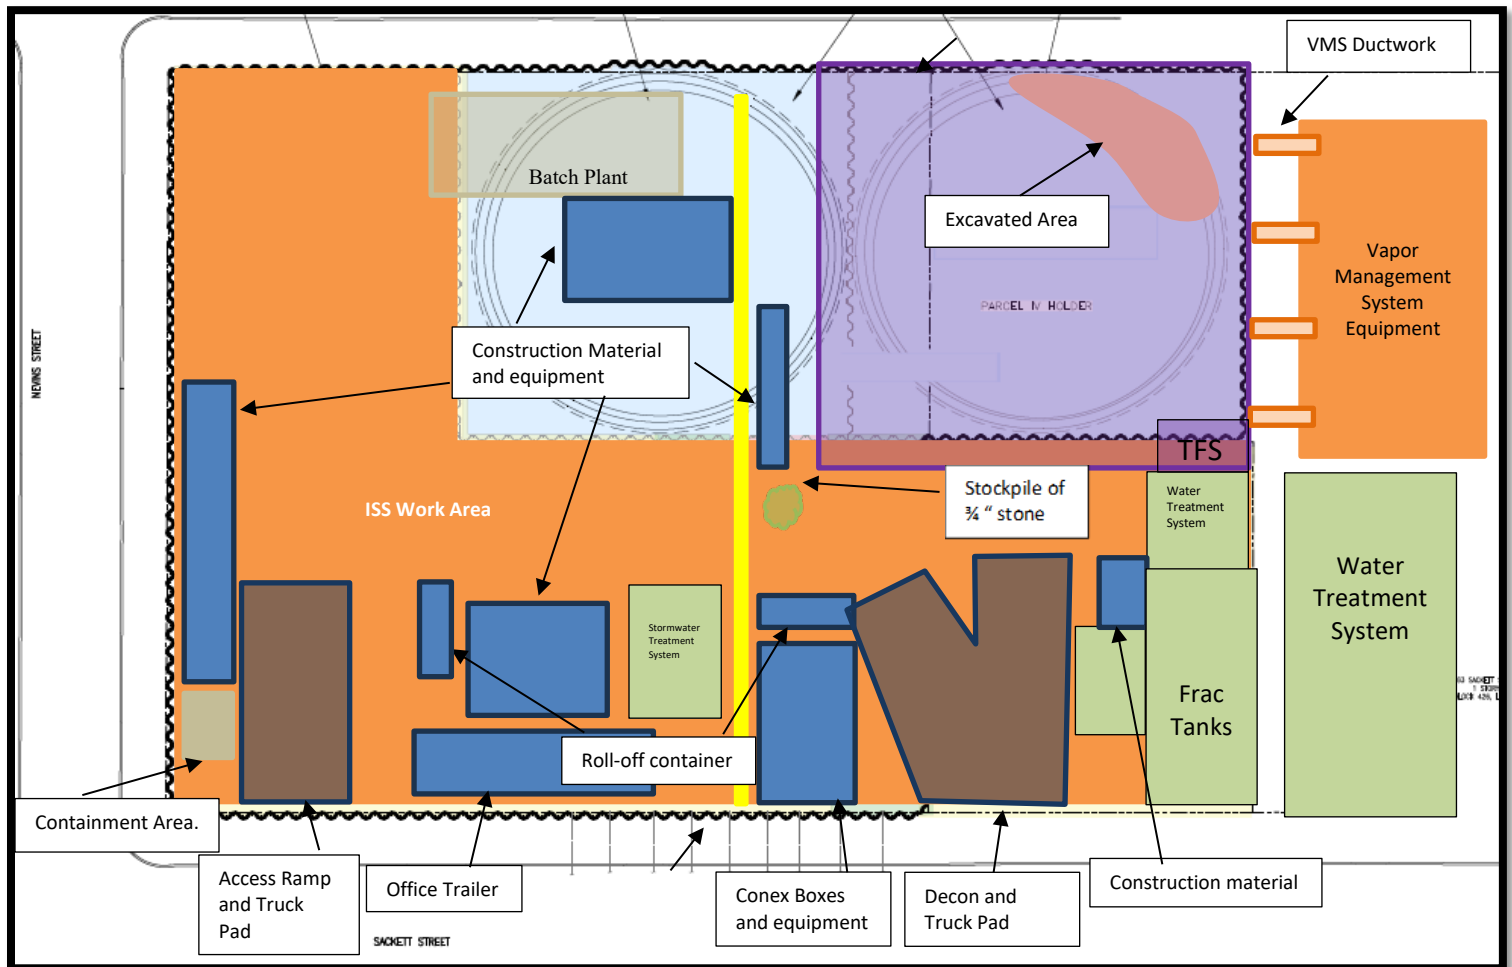 VMS Ductwork
Batch Plant
Excavated Area
Vapor
Management
System
Equipment
PARCEL IV HOLDER
NEVINS STREET
Construction Material
and equipment
TFS
Stockpile of
¾ “ stone
Water
Treatment
System
ISS Work Area
Water
Treatment
System
Stormwater
Treatment
System
Frac
Tanks
Roll-off container
Containment Area.
Access Ramp
and Truck
Pad
Office Trailer
Conex Boxes
and equipment
Decon and
Truck Pad
Construction material
SACKETT STREET